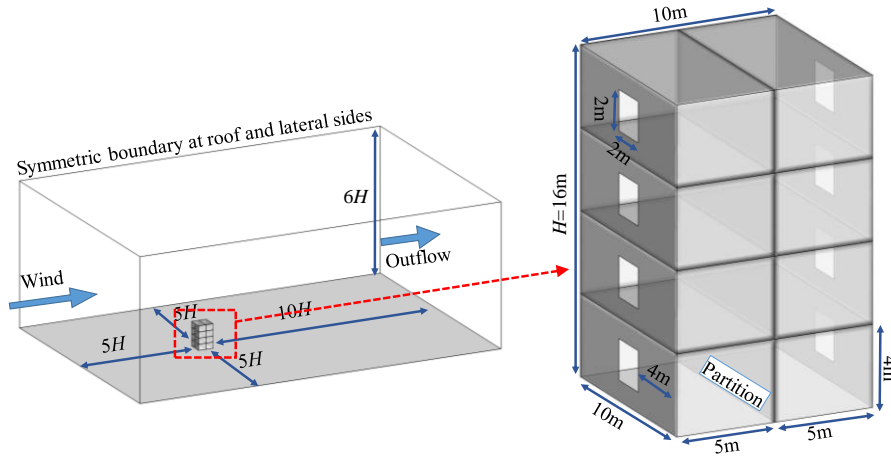 Symmetric boundary at roof and lateral sides
6H
Wind
Outflow
5H
5H
10H
5H
10m
2m
2m
H=16m
4m
Partition
4m
10m
5m
5m